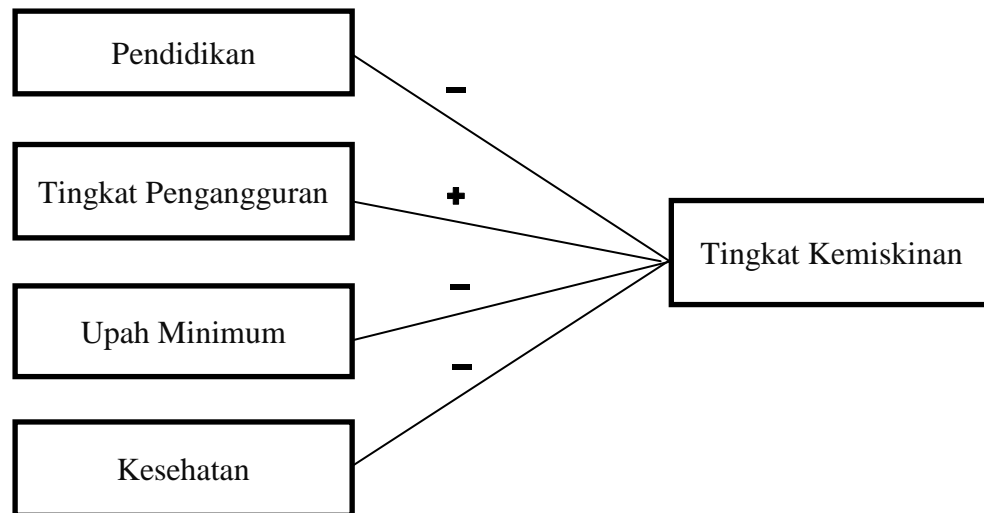 Pendidikan
−
Tingkat Pengangguran
+
Tingkat Kemiskinan
−
Upah Minimum
−
Kesehatan